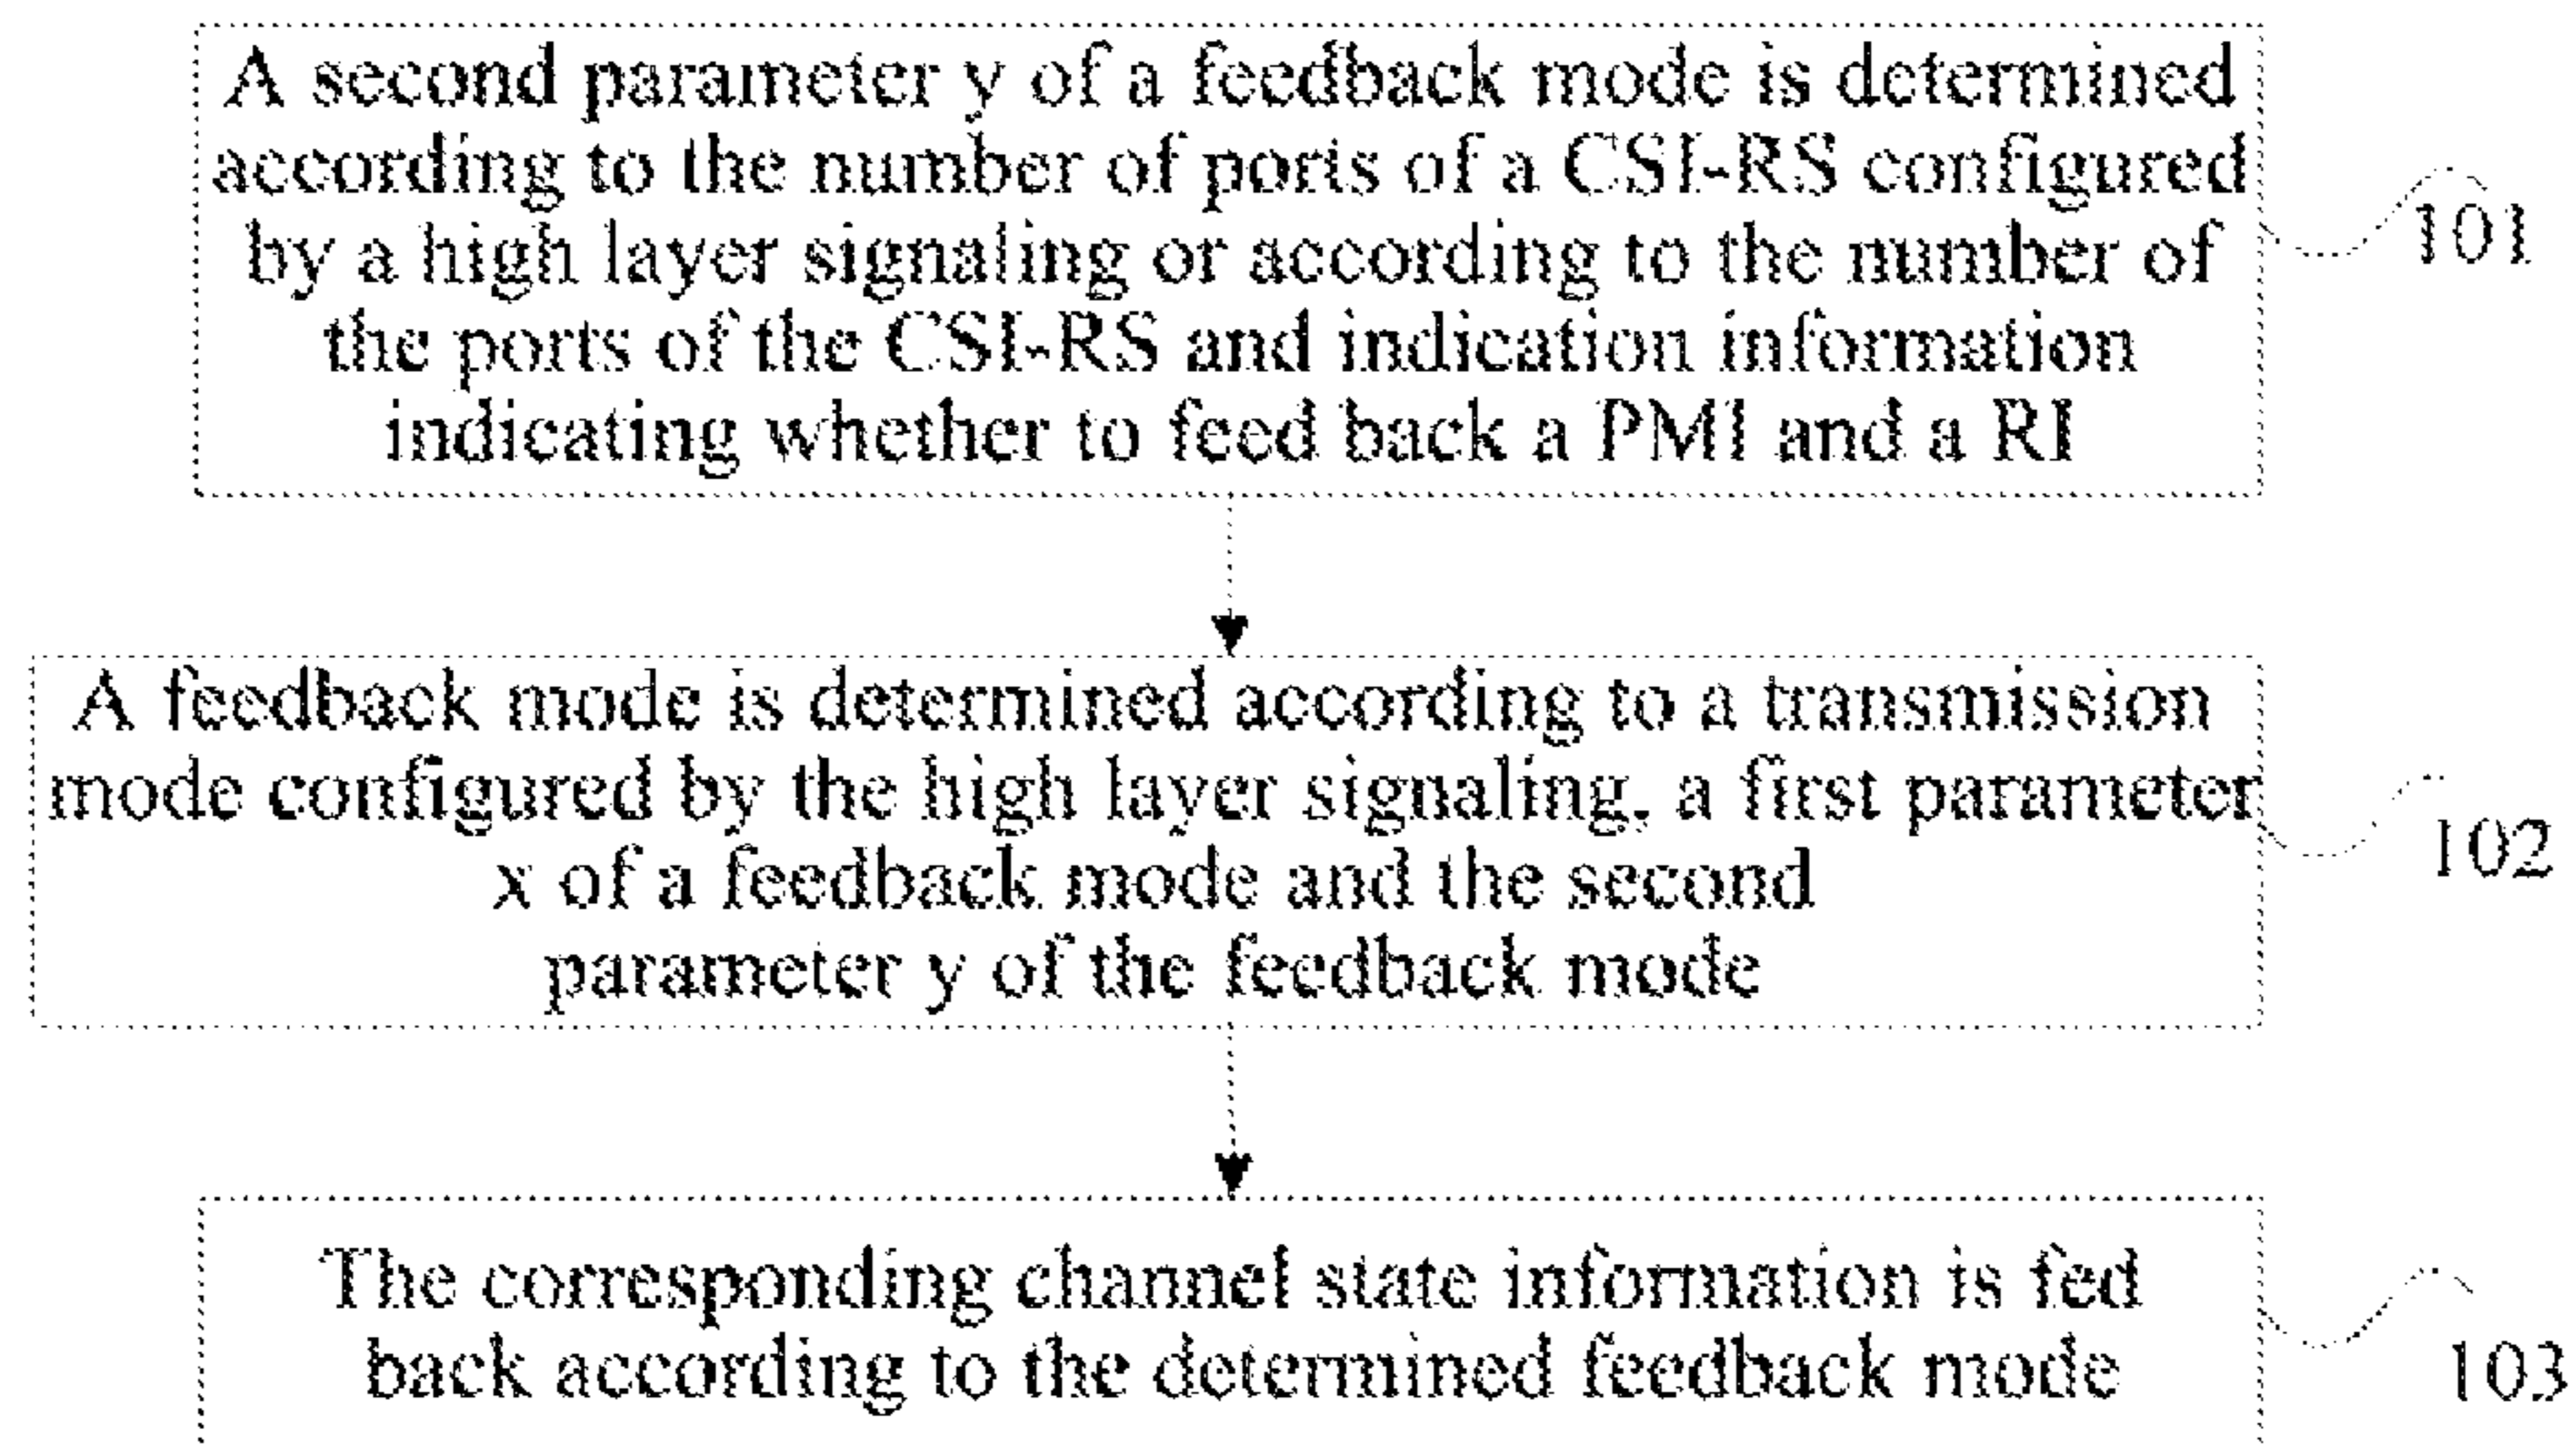 A second parameter y of a feedback mode is determined
according to the number of ports of a CSI-RS configured
by a high layer signaling or according to the number of
the ports of the CSI-RS and indication information
indicating whether to feed back a PMI and a RI
101
A feedback mode is determined according to a transmission
mode configured by the high layer signaling, a first parameter
x of a feedback mode and the second
parameter y of the feedback mode
102
The corresponding channel state information is fed
back according to the determined feedback mode
103